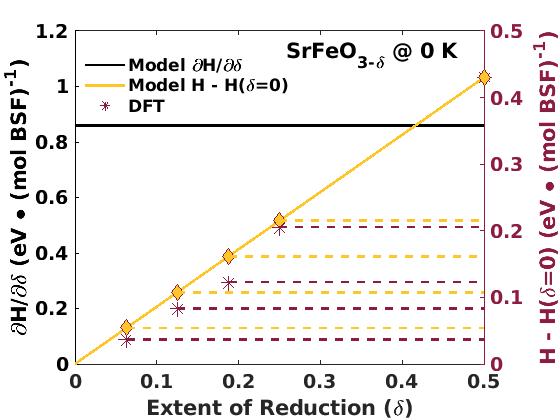 SrFeO3-δ @ 0 K
Model ∂H/∂δ
Model H - H(δ=0)
DFT
1.2
1
0.8
0.6
0.4
0.2
0
∂H/∂δ (eV • (mol BSF)-1)
0.5
0.4
0.3
0.2
0.1
0
H - H(δ=0) (eV • (mol BSF)-1)
0 0.1 0.2 0.3 0.4 0.5
Extent of Reduction (δ)